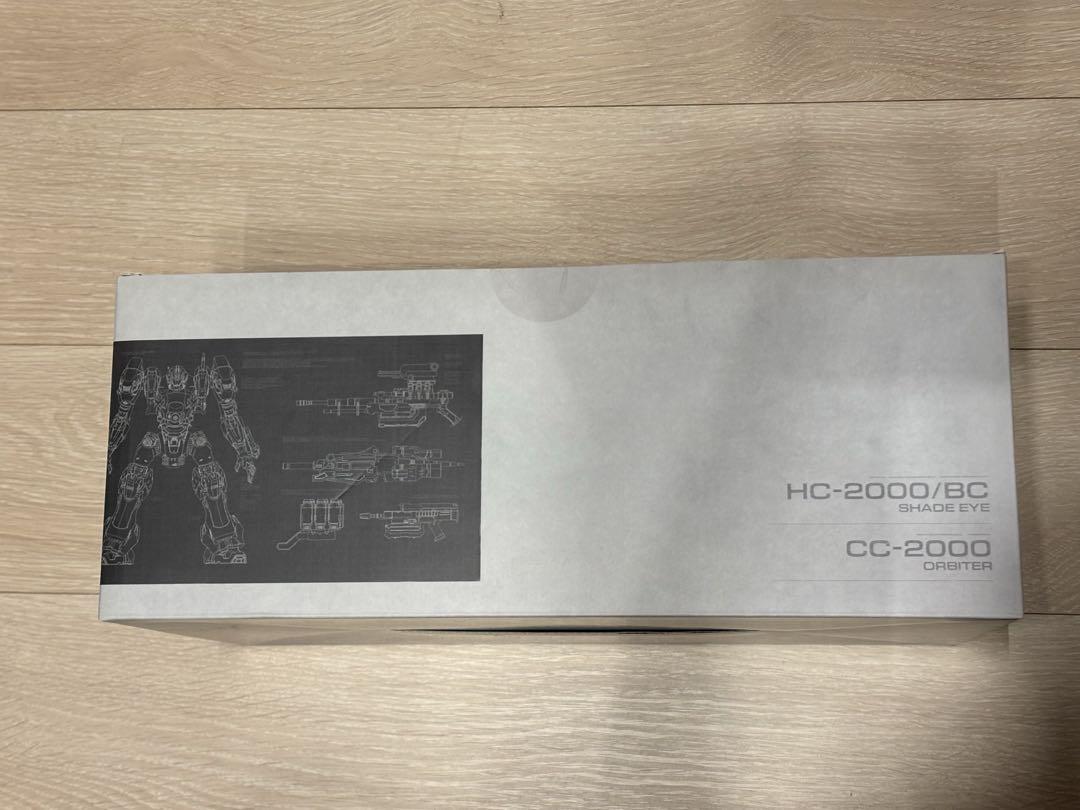 HC-2000/BC
SHADE EYE
CC-2000
ORBITER